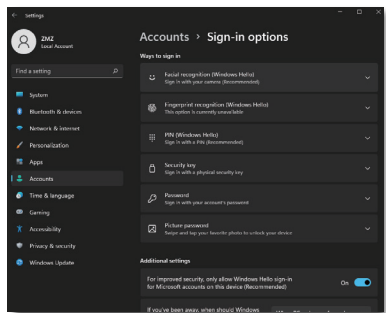 Settings
ZMZ
Local Account
Find a setting
System
Bluetooth & devices
Network & internet
Personalization
Apps
Accounts
Time & language
Gaming
Accessibility
Privacy & security
Windows Update
Accounts > Sign-in options
Ways to sign in
Facial recognition (Windows Hello)
Sign in with your camera (Recommended)
Fingerprint recognition (Windows Hello)
This option is currently unavailable
PIN (Windows Hello)
Sign in with a PIN (Recommended)
Security key
Sign in with a physical security key
Password
Sign in with your account's password
Picture password
Swipe and tap your favorite photo to unlock your device
Additional settings
For improved security, only allow Windows Hello sign-in
for Microsoft accounts on this device (Recommended)
On
If you've been away, when should Windows